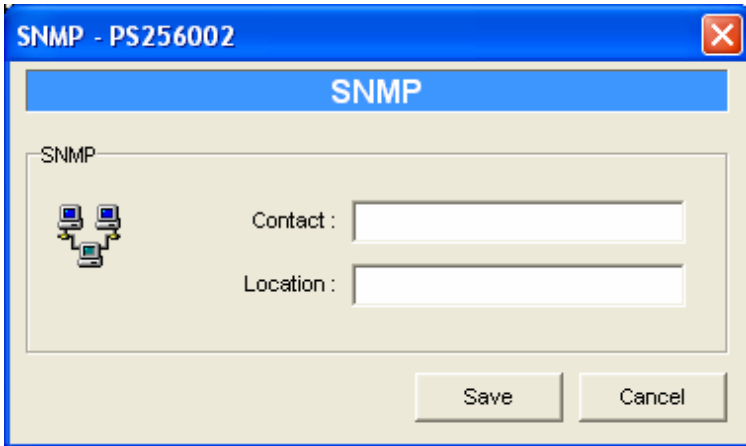 SNMP - PS256002
SNMP
SNMP
Contact :
Location :
Save Cancel